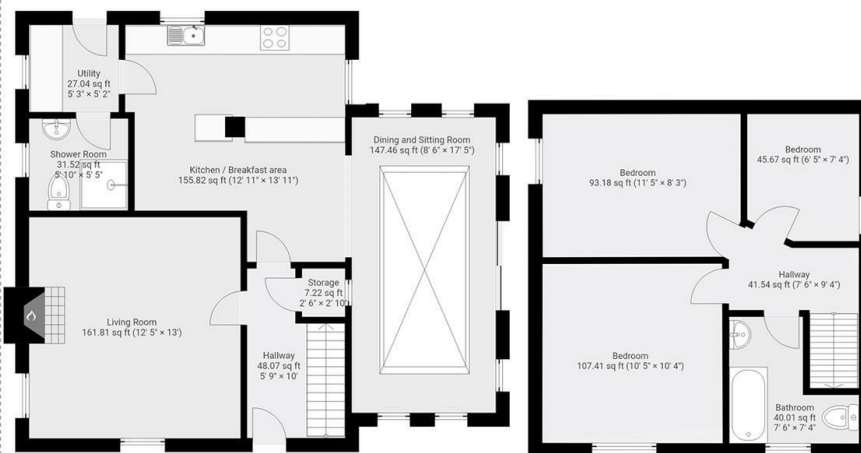 Utility
27.04 sq ft
5' 3" × 5' 2"
Shower Room
31.52 sq ft
5' 10" × 5' 5"
Kitchen / Breakfast area
155.82 sq ft (12' 11" × 13' 11")
Dining and Sitting Room
147.46 sq ft (8' 6" × 17' 5")
Living Room
161.81 sq ft (12' 5" × 13')
Storage
7.22 sq ft
2' 6" × 2' 10"
Hallway
48.07 sq ft
5' 9" × 10'
Bedroom
93.18 sq ft (11' 5" × 8' 3")
Bedroom
45.67 sq ft (6' 5" × 7' 4")
Hallway
41.54 sq ft (7' 6" × 9' 4")
Bedroom
107.41 sq ft (10' 5" × 10' 4")
Bathroom
40.01 sq ft
7' 6" × 7' 4"